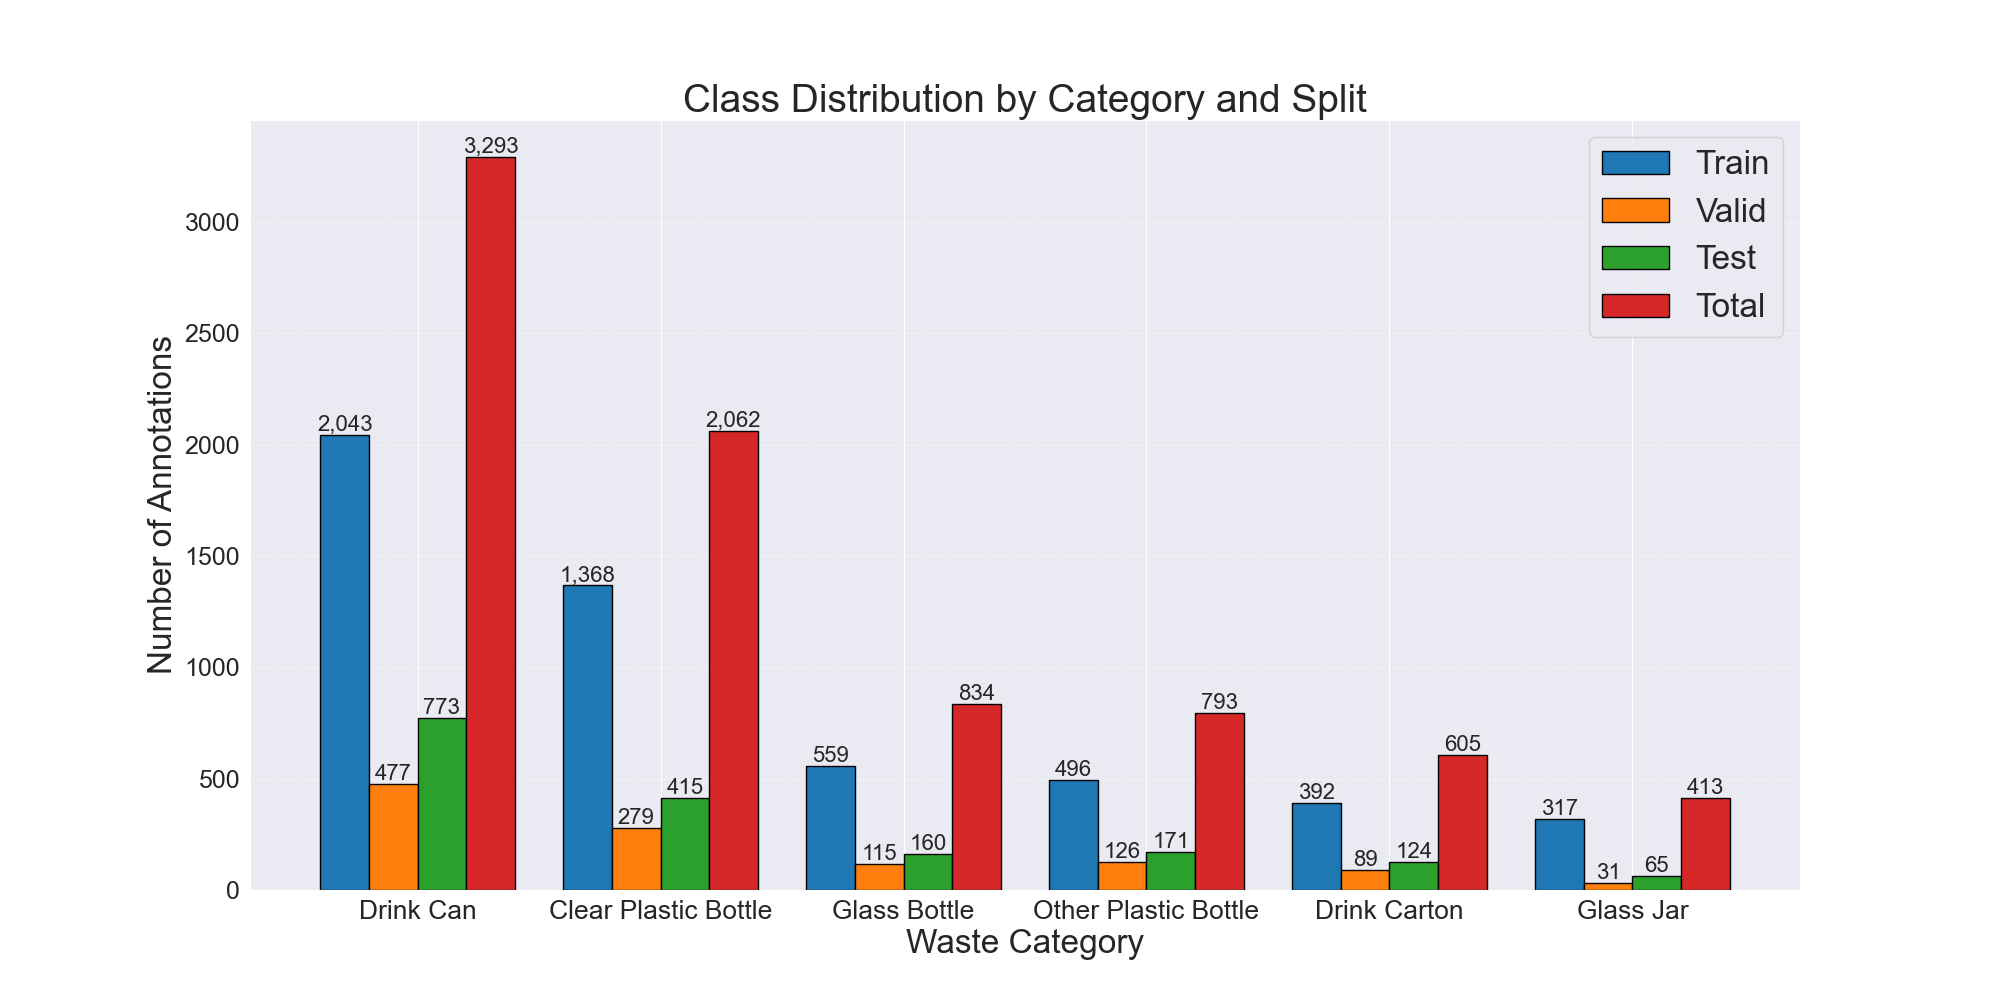 Class Distribution by Category and Split
Number of Annotations
3000
2500
2000
1500
1000
500
0
2,043
477
773
3,293
1,368
279
415
2,062
559
115
160
834
496
126
171
793
392
89
124
605
317
31
65
413
Train
Valid
Test
Total
Drink Can
Clear Plastic Bottle
Glass Bottle
Other Plastic Bottle
Drink Carton
Glass Jar
Waste Category